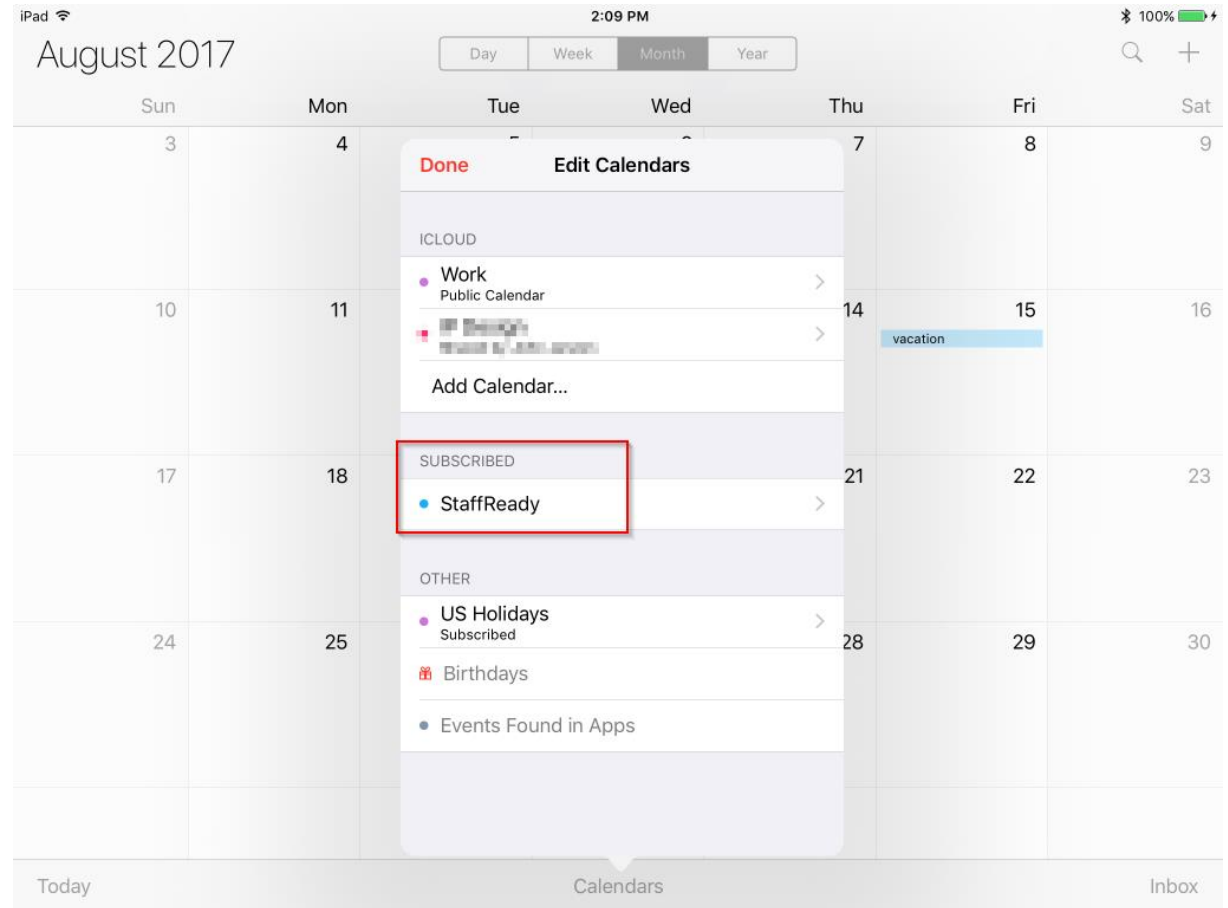 iPad 2:09 PM 100%
August 2017 Day Week Month Year
Sun Mon Tue Wed Thu Fri Sat
3 4 7 8 9
Done Edit Calendars
ICLOUD
Work
Public Calendar
10 11 14 15 16
vacation
Add Calendar...
SUBSCRIBED
17 18 21 22 23
StaffReady
OTHER
US Holidays
Subscribed
24 25 28 29 30
Birthdays
Events Found in Apps
Today Calendars Inbox